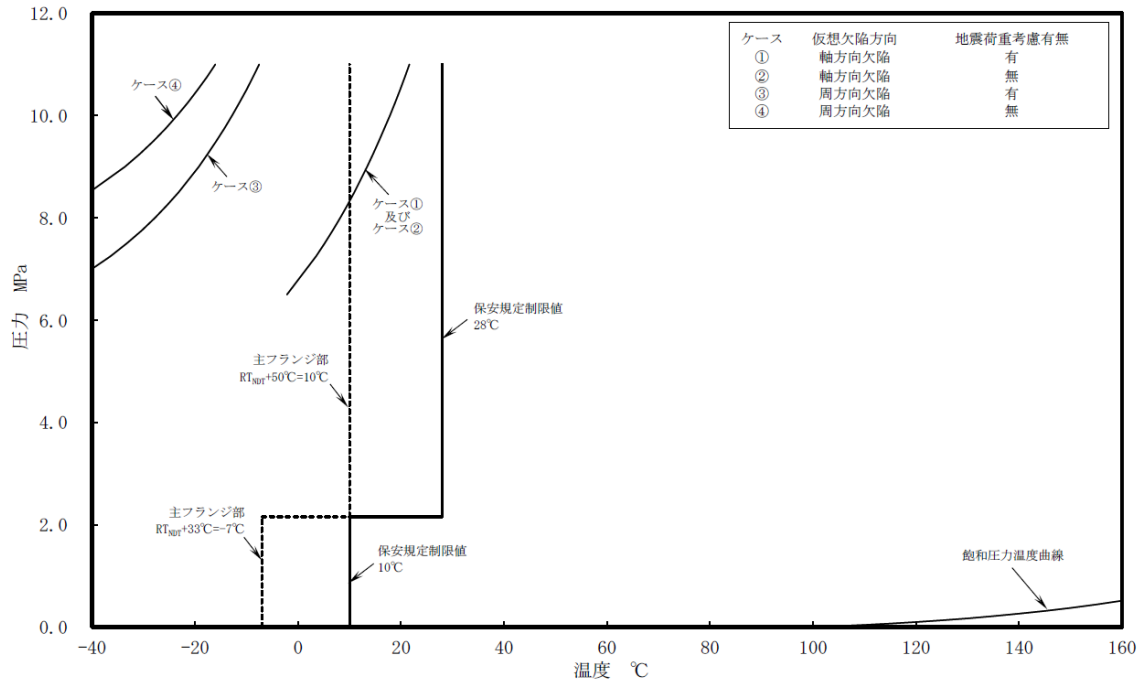 12.0
10.0
8.0
6.0
4.0
2.0
0.0
圧力 MPa
-40
-20
0
20
40
60
80
100
120
140
160
温度 ℃
ケース 仮想欠陥方向 地震荷重考慮有無
① 軸方向欠陥 有
② 軸方向欠陥 無
③ 周方向欠陥 有
④ 周方向欠陥 無
ケース④
ケース③
ケース①
及び
ケース②
保安規定制限値
28℃
主フランジ部
RTNDT+50℃=10℃
主フランジ部
RTNDT+33℃=-7℃
保安規定制限値
10℃
飽和圧力温度曲線